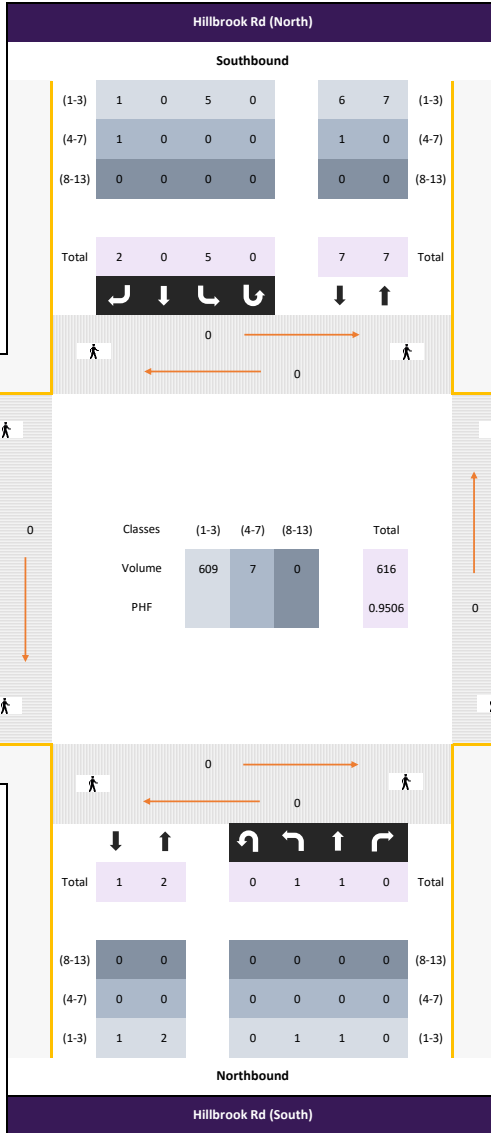 Hillbrook Rd (North)
Southbound
(1-3) 1 0 5 0 6 7 (1-3)
(4-7) 1 0 0 0 1 0 (4-7)
(8-13) 0 0 0 0 0 0 (8-13)
Total 2 0 5 0 7 7 Total
0
0
0
Classes (1-3) (4-7) (8-13) Total
Volume 609 7 0 616
PHF 0.9506
0
0
0
Total 1 2 0 1 1 0 Total
(8-13) 0 0 0 0 0 0 (8-13)
(4-7) 0 0 0 0 0 0 (4-7)
(1-3) 1 2 0 1 1 0 (1-3)
Northbound
Hillbrook Rd (South)